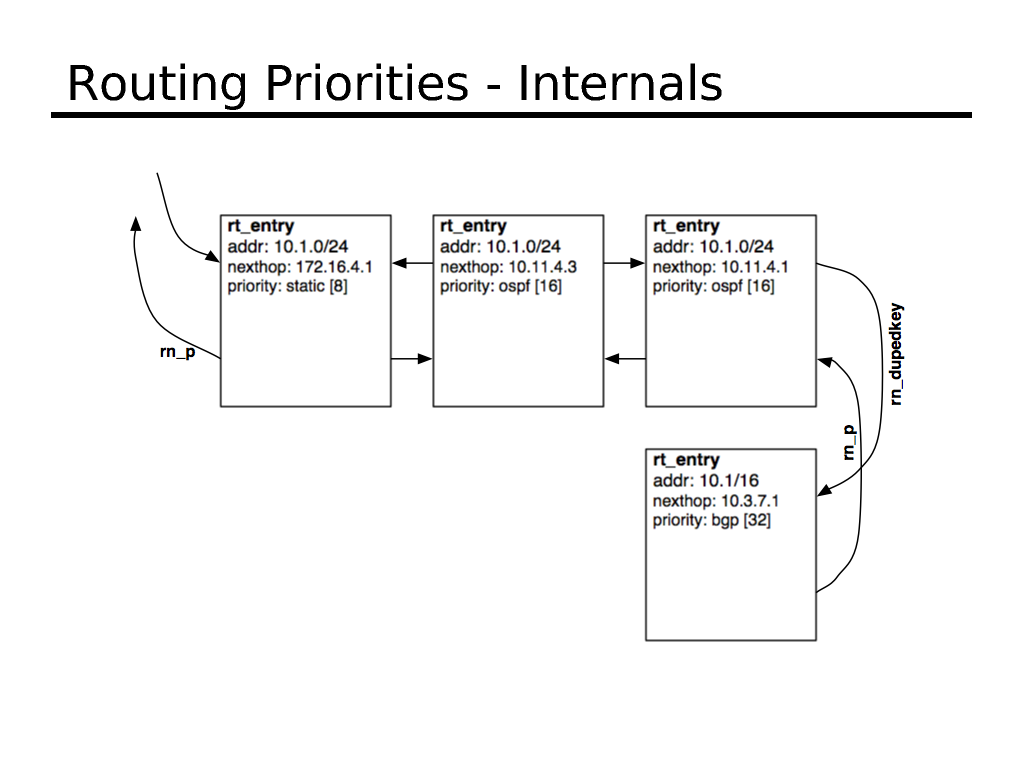 Routing Priorities - Internals
rt_entry
addr: 10.1.0/24
nexthop: 172.16.4.1
priority: static [8]
rt_entry
addr: 10.1.0/24
nexthop: 10.11.4.3
priority: ospf [16]
rt_entry
addr: 10.1.0/24
nexthop: 10.11.4.1
priority: ospf [16]
rn_p
rn_dupedkey
rn_p
rt_entry
addr: 10.1/16
nexthop: 10.3.7.1
priority: bgp [32]